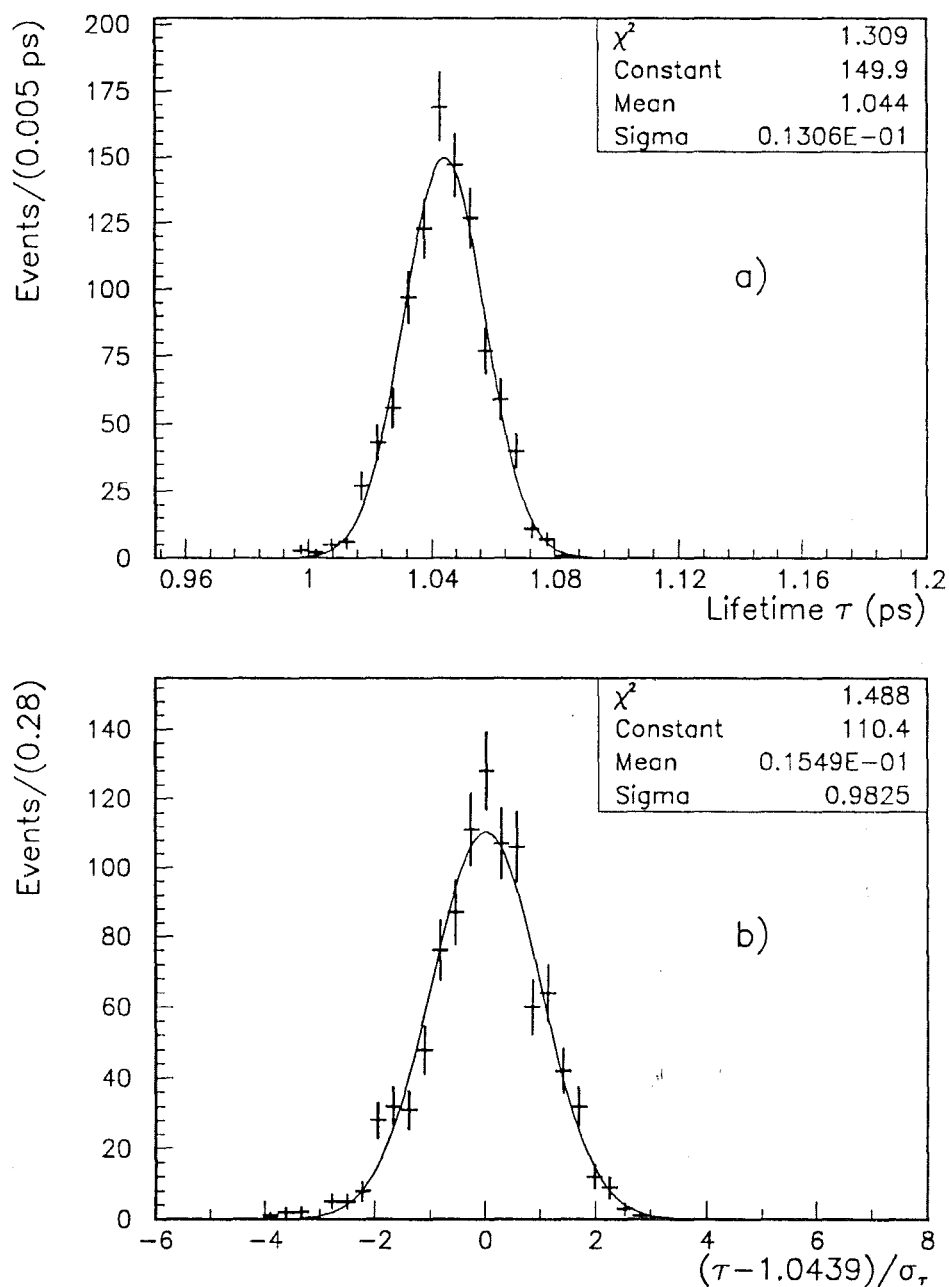 Events/(0.005 ps)
200
175
150
125
100
75
50
25
0
χ² 1.309
Constant 149.9
Mean 1.044
Sigma 0.1306E−01
a)
0.96 1 1.04 1.08 1.12 1.16 1.2
Lifetime τ (ps)
Events/(0.28)
140
120
100
80
60
40
20
0
χ² 1.488
Constant 110.4
Mean 0.1549E−01
Sigma 0.9825
b)
−6 −4 −2 0 2 4 6 8
(τ−1.0439)/στ